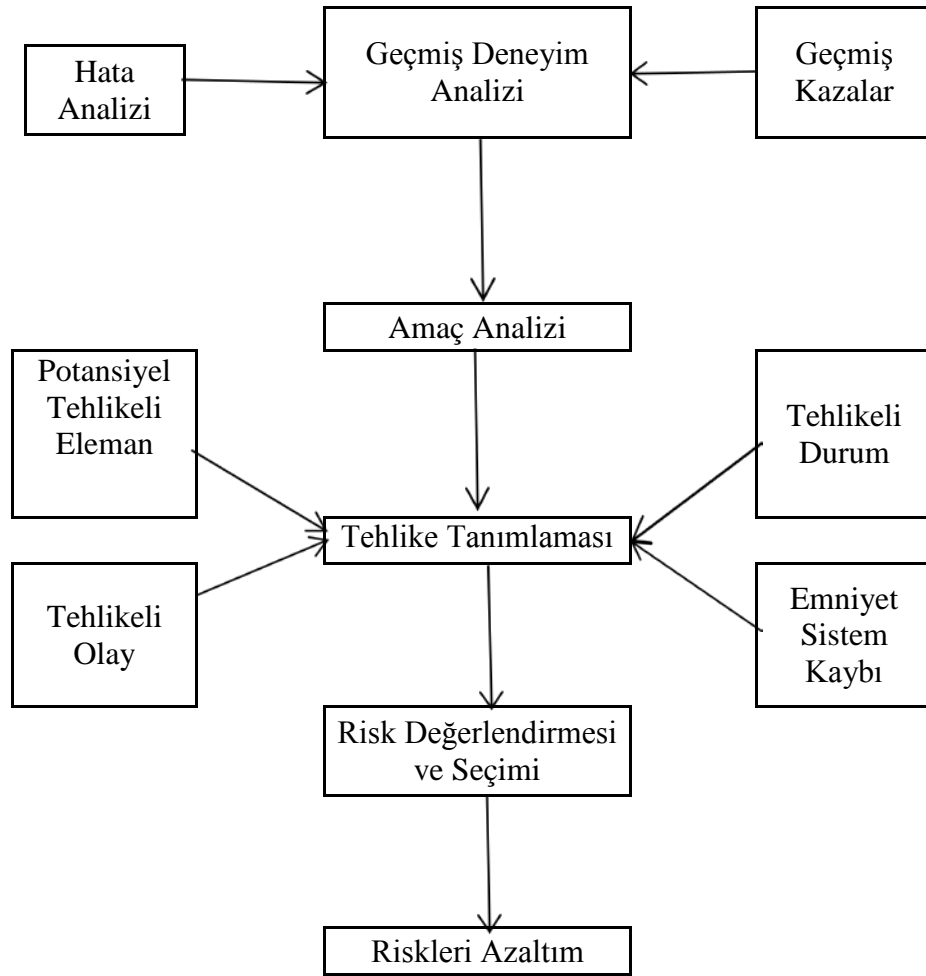 Hata
Analizi
Geçmiş Deneyim
Analizi
Geçmiş
Kazalar
Amaç Analizi
Potansiyel
Tehlikeli
Eleman
Tehlikeli
Durum
Tehlike Tanımlaması
Tehlikeli
Olay
Emniyet
Sistem
Kaybı
Risk Değerlendirmesi
ve Seçimi
Riskleri Azaltım